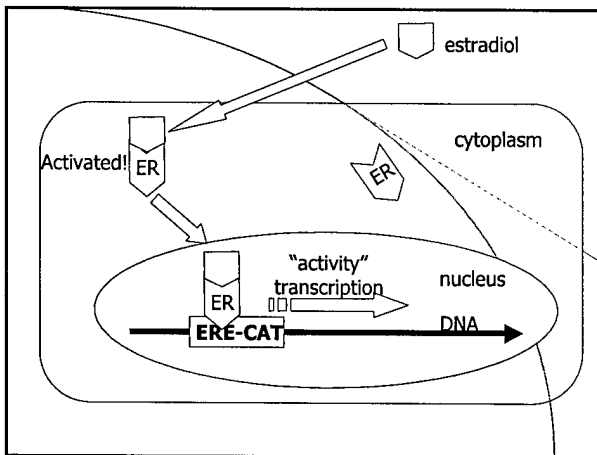 estradiol
cytoplasm
Activated!
ER
ER
"activity"
transcription
nucleus
ER
DNA
ERE-CAT